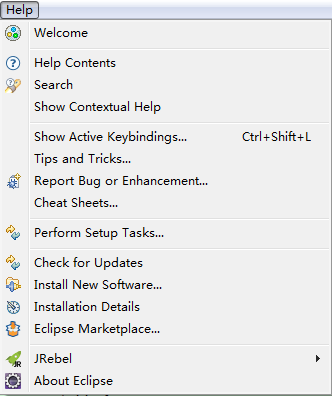 Help
Welcome
Help Contents
Search
Show Contextual Help
Show Active Keybindings... Ctrl+Shift+L
Tips and Tricks...
Report Bug or Enhancement...
Cheat Sheets...
Perform Setup Tasks...
Check for Updates
Install New Software...
Installation Details
Eclipse Marketplace...
JR JRebel
About Eclipse